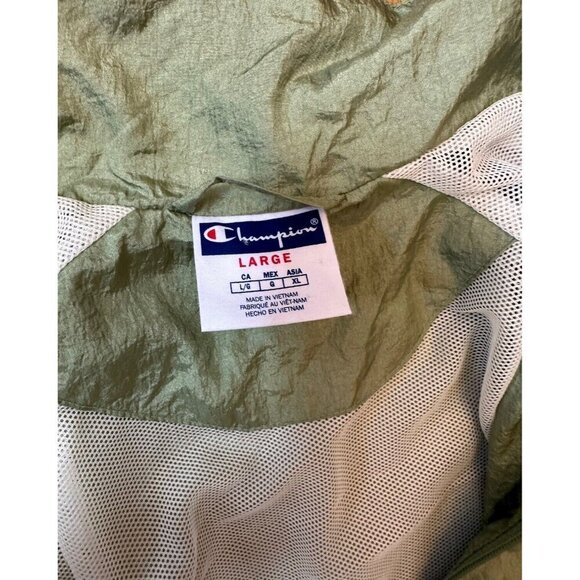 Champion®
LARGE
CA MEX ASIA
L/G G XL
MADE IN VIETNAM
FABRIQUÉ AU VIÊT-NAM
HECHO EN VIETNAM